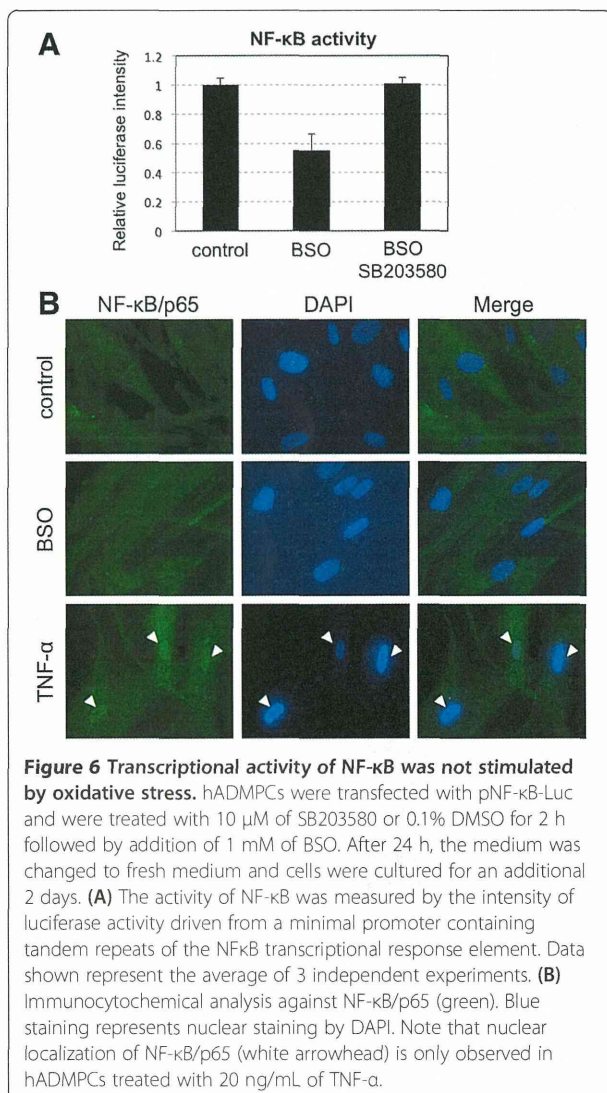 A
NF-κB activity
Relative luciferase intensity
1.2
1
0.8
0.6
0.4
0.2
0
control
BSO
BSO
SB203580
B
NF-κB/p65
DAPI
Merge
control
BSO
TNF-α
Figure 6 Transcriptional activity of NF-κB was not stimulated
by oxidative stress. hADMPCs were transfected with pNF-κB-Luc
and were treated with 10 μM of SB203580 or 0.1% DMSO for 2 h
followed by addition of 1 mM of BSO. After 24 h, the medium was
changed to fresh medium and cells were cultured for an additional
2 days. (A) The activity of NF-κB was measured by the intensity of
luciferase activity driven from a minimal promoter containing
tandem repeats of the NFκB transcriptional response element. Data
shown represent the average of 3 independent experiments. (B)
Immunocytochemical analysis against NF-κB/p65 (green). Blue
staining represents nuclear staining by DAPI. Note that nuclear
localization of NF-κB/p65 (white arrowhead) is only observed in
hADMPCs treated with 20 ng/mL of TNF-α.